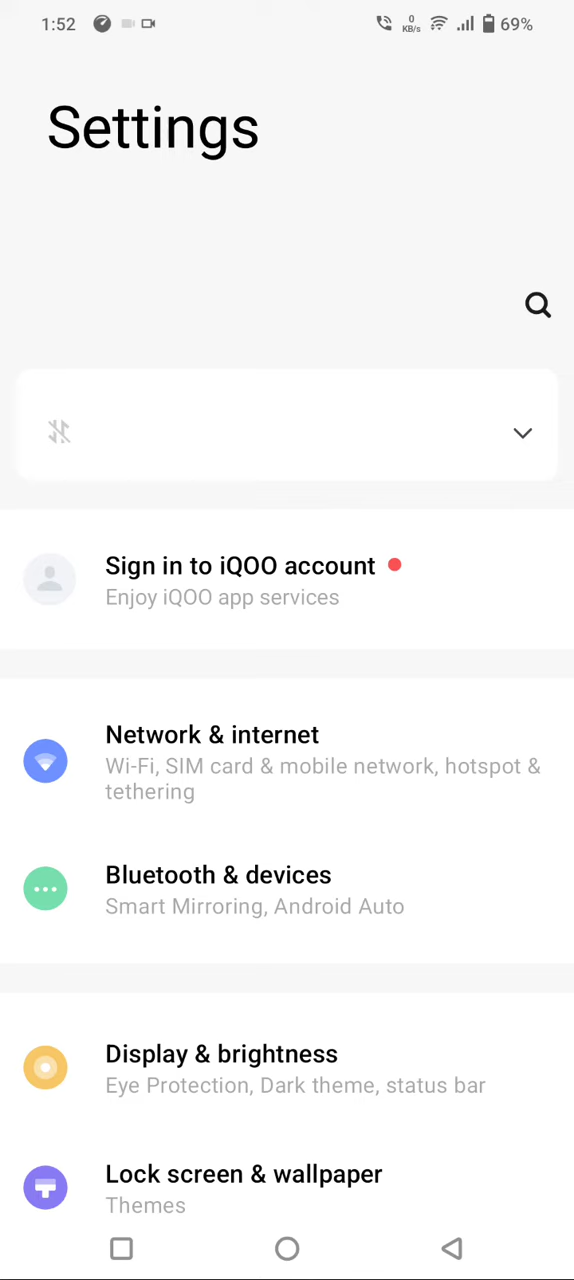 1:52 0 KB/s 69%
Settings
Sign in to iQOO account
Enjoy iQOO app services
Network & internet
Wi-Fi, SIM card & mobile network, hotspot &
tethering
Bluetooth & devices
Smart Mirroring, Android Auto
Display & brightness
Eye Protection, Dark theme, status bar
Lock screen & wallpaper
Themes